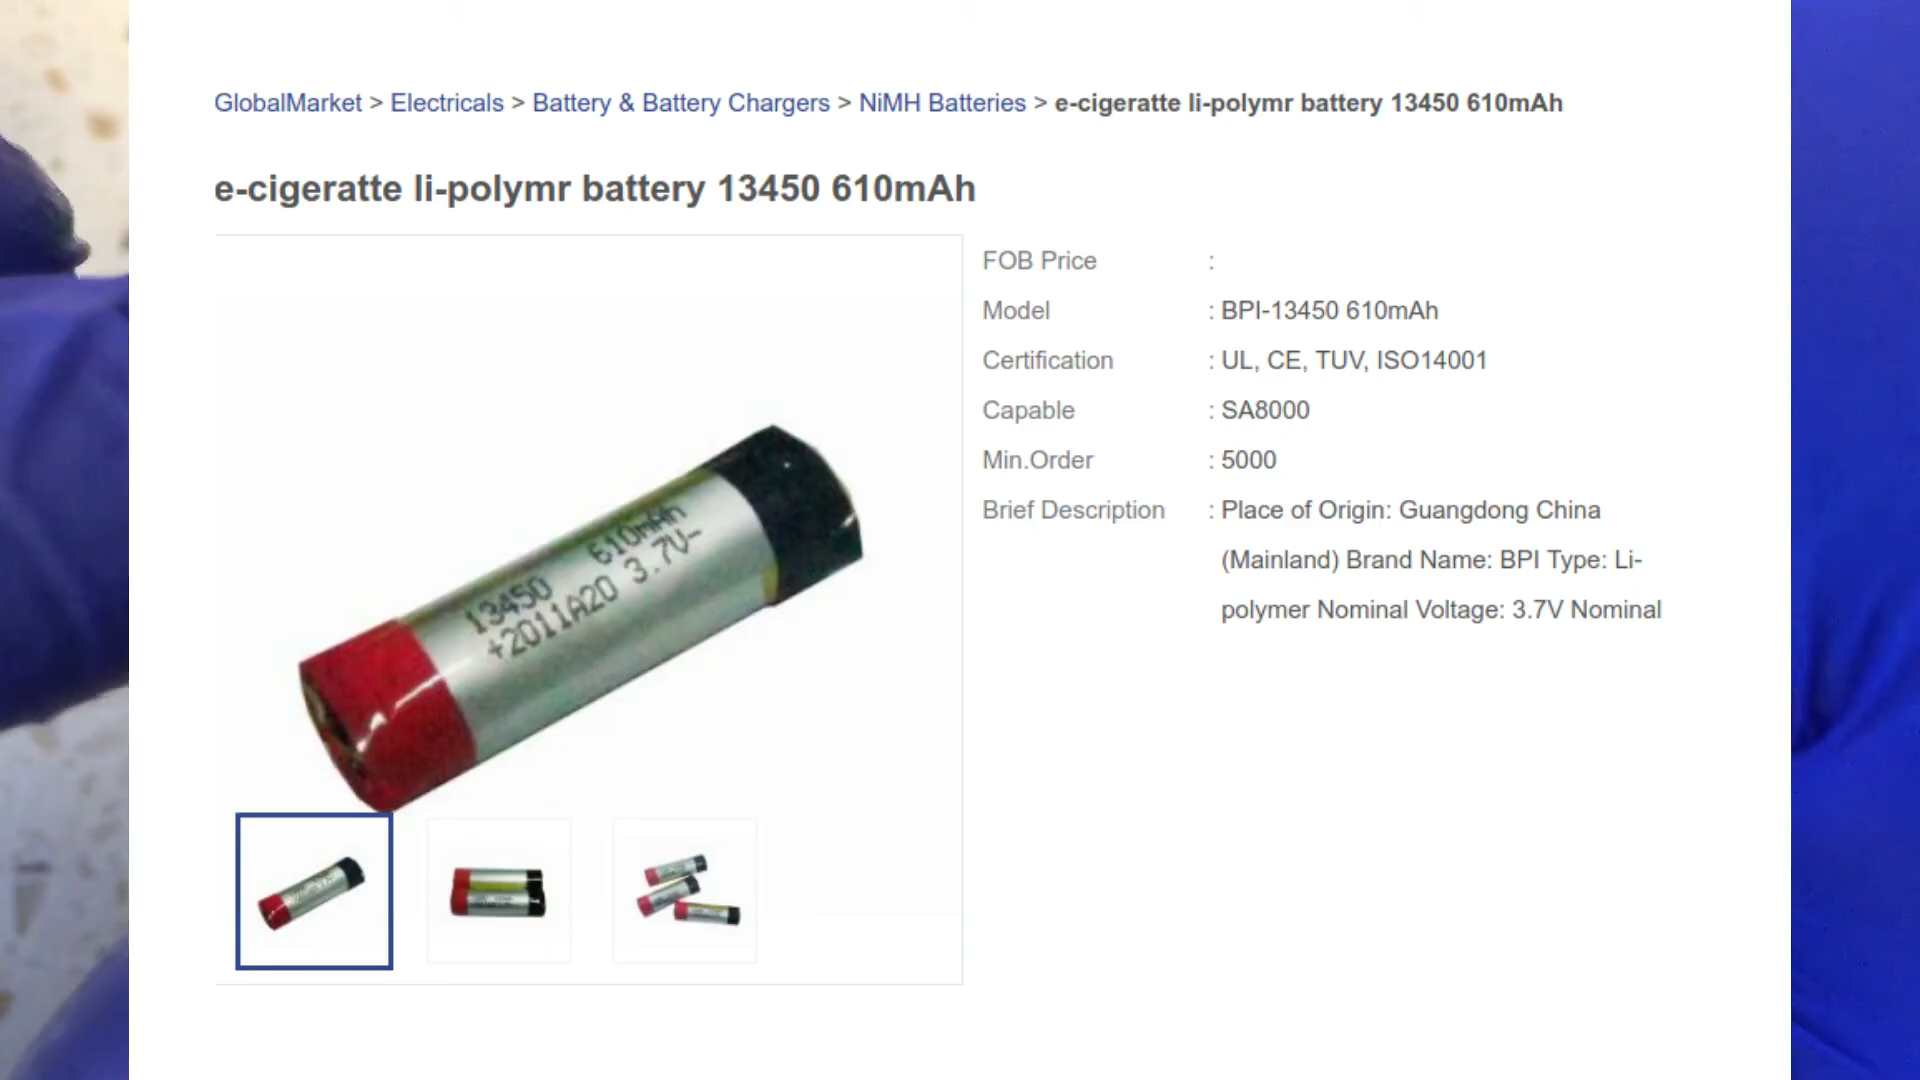 GlobalMarket > Electricals > Battery & Battery Chargers > NiMH Batteries > e-cigeratte li-polymr battery 13450 610mAh
e-cigeratte li-polymr battery 13450 610mAh
FOB Price :
Model : BPI-13450 610mAh
Certification : UL, CE, TUV, ISO14001
Capable : SA8000
Min.Order : 5000
Brief Description : Place of Origin: Guangdong China
(Mainland) Brand Name: BPI Type: Li-
polymer Nominal Voltage: 3.7V Nominal
13450 610mAh
+2011A20 3.7V-